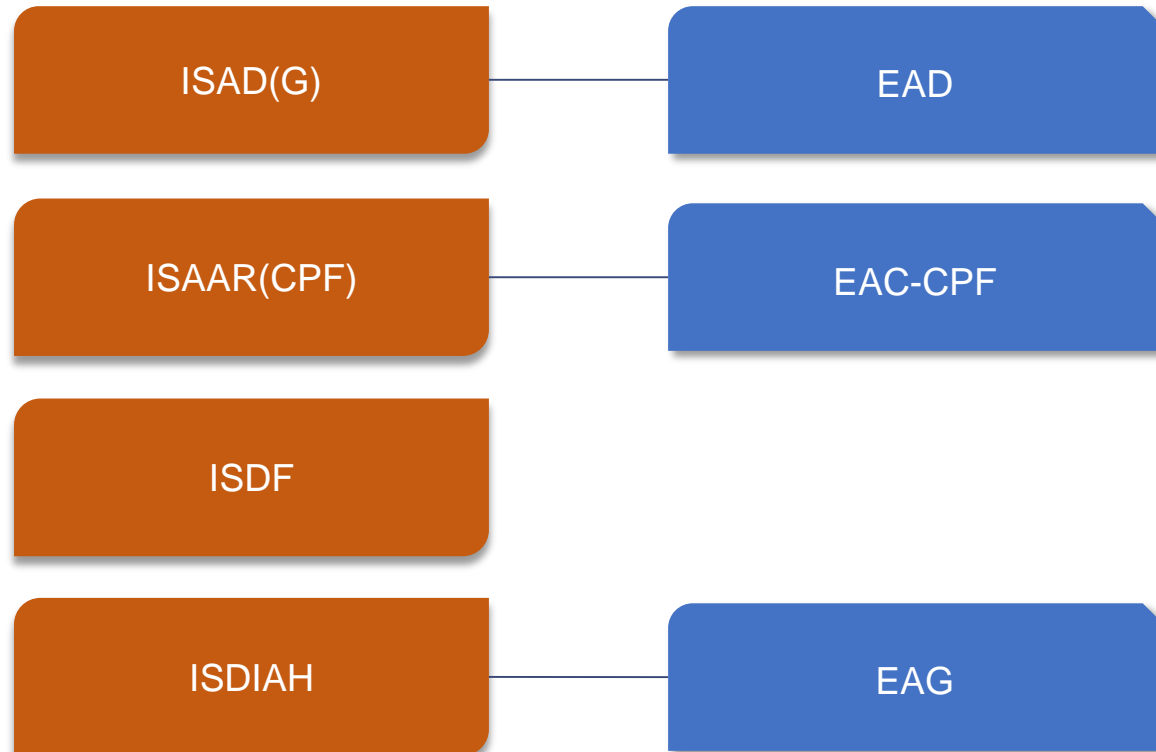 ISAD(G)
EAD
ISAAR(CPF)
EAC-CPF
ISDF
ISDIAH
EAG